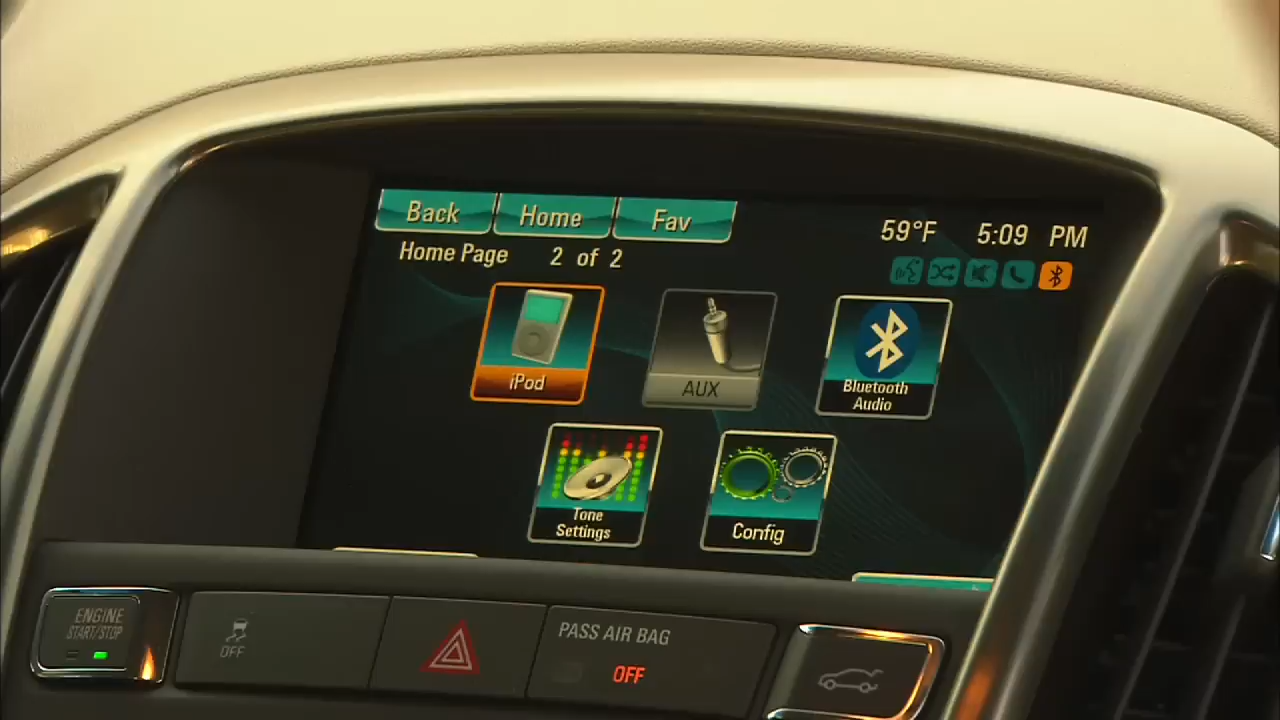 Back Home Fav
59°F 5:09 PM
Home Page 2 of 2
iPod
AUX
Bluetooth
Audio
Tone
Settings
Config
ENGINE
START/STOP
OFF
PASS AIR BAG
OFF